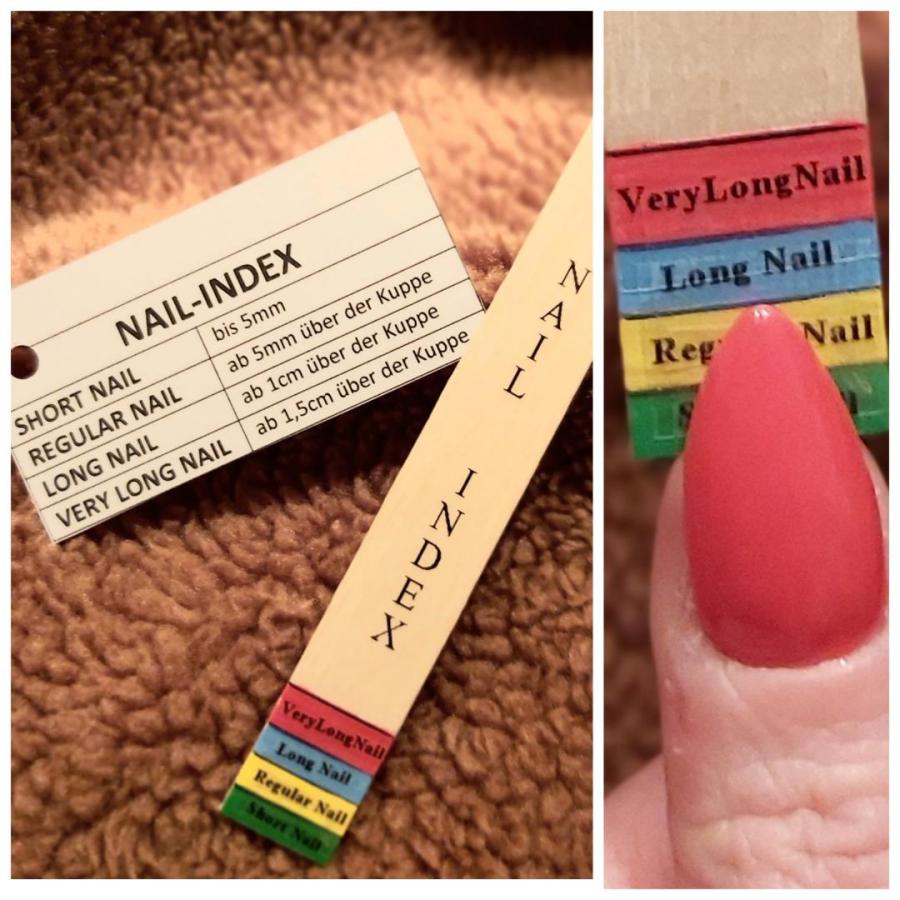 NAIL-INDEX
SHORT NAIL bis 5mm
REGULAR NAIL ab 5mm über der Kuppe
LONG NAIL ab 1cm über der Kuppe
VERY LONG NAIL ab 1,5cm über der Kuppe
NAIL INDEX
VeryLongNail
Long Nail
Regular Nail
Short Nail
VeryLongNail
Long Nail
Reg Nail